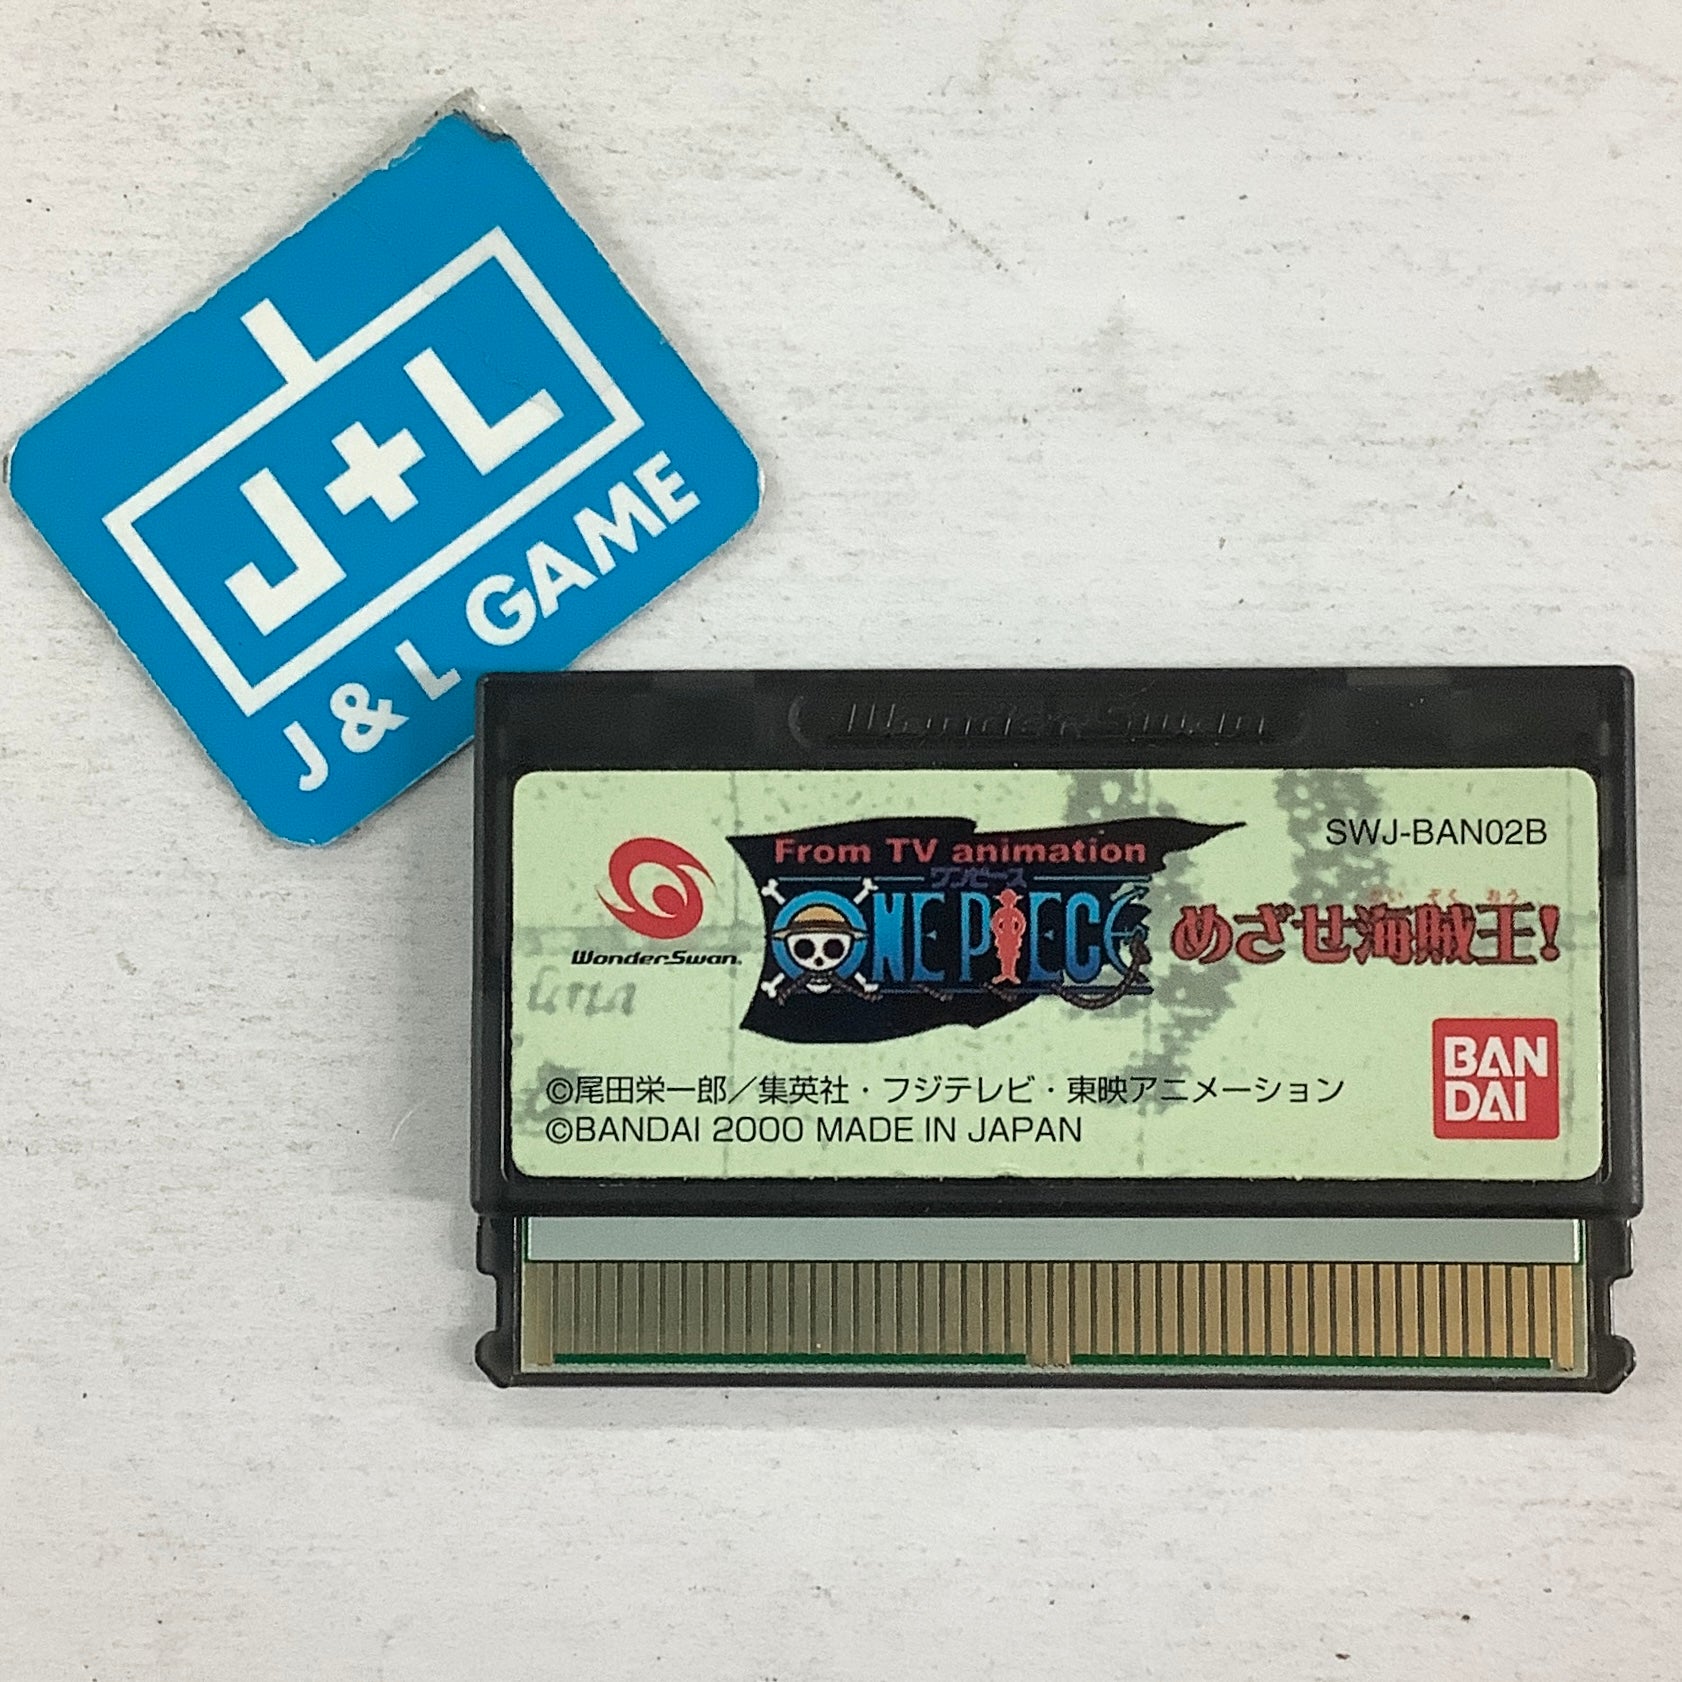 J+L
J & L GAME
WonderSwan
SWJ-BAN02B
From TV animation
ワンピース
ONE PIECE
かい ぞく おう
めざせ海賊王!
WonderSwan.
BAN
DAI
©尾田栄一郎／集英社・フジテレビ・東映アニメーション
©BANDAI 2000 MADE IN JAPAN